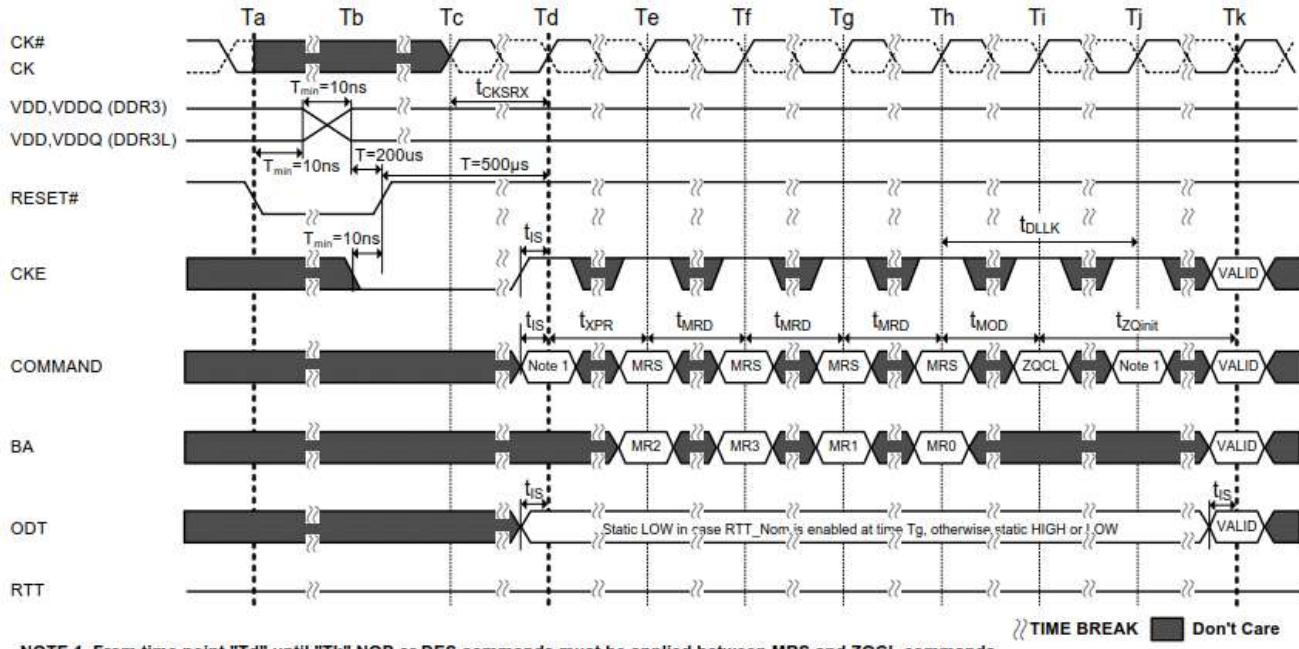 Ta Tb Tc Td Te Tf Tg Th Ti Tj Tk
CK#
CK
Tmin=10ns
tCKSRX
VDD,VDDQ (DDR3)
VDD,VDDQ (DDR3L)
Tmin=10ns
T=200us
T=500µs
RESET#
Tmin=10ns
tIS
tDLLK
CKE
VALID
tIS tXPR tMRD tMRD tMRD tMOD tZQinit
COMMAND
Note 1 MRS MRS MRS MRS ZQCL Note 1 VALID
BA
MR2 MR3 MR1 MR0 VALID
tIS
tIS
ODT
Static LOW in case RTT_Nom is enabled at time Tg, otherwise static HIGH or LOW
VALID
RTT
TIME BREAK
Don't Care
NOTE 1. From time point "Td" until "Tk" NOP or DES commands must be applied between MRS and ZQCL commands.